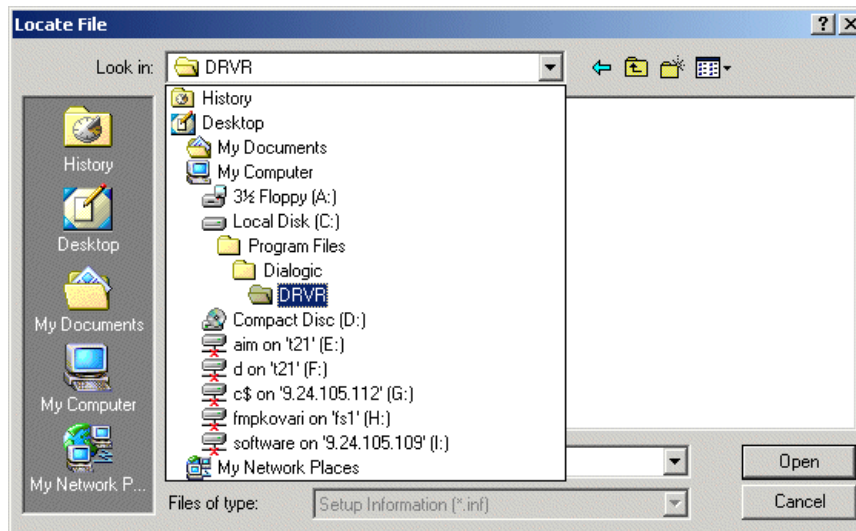 Locate File
Look in:
DRVR
History
Desktop
My Documents
My Computer
3½ Floppy (A:)
Local Disk (C:)
Program Files
Dialogic
DRVR
Compact Disc (D:)
aim on 't21' (E:)
d on 't21' (F:)
c$ on '9.24.105.112' (G:)
fmpkovari on 'fs1' (H:)
software on '9.24.105.109' (I:)
My Network Places
History
Desktop
My Documents
My Computer
My Network P...
Open
Files of type:
Setup Information (*.inf)
Cancel